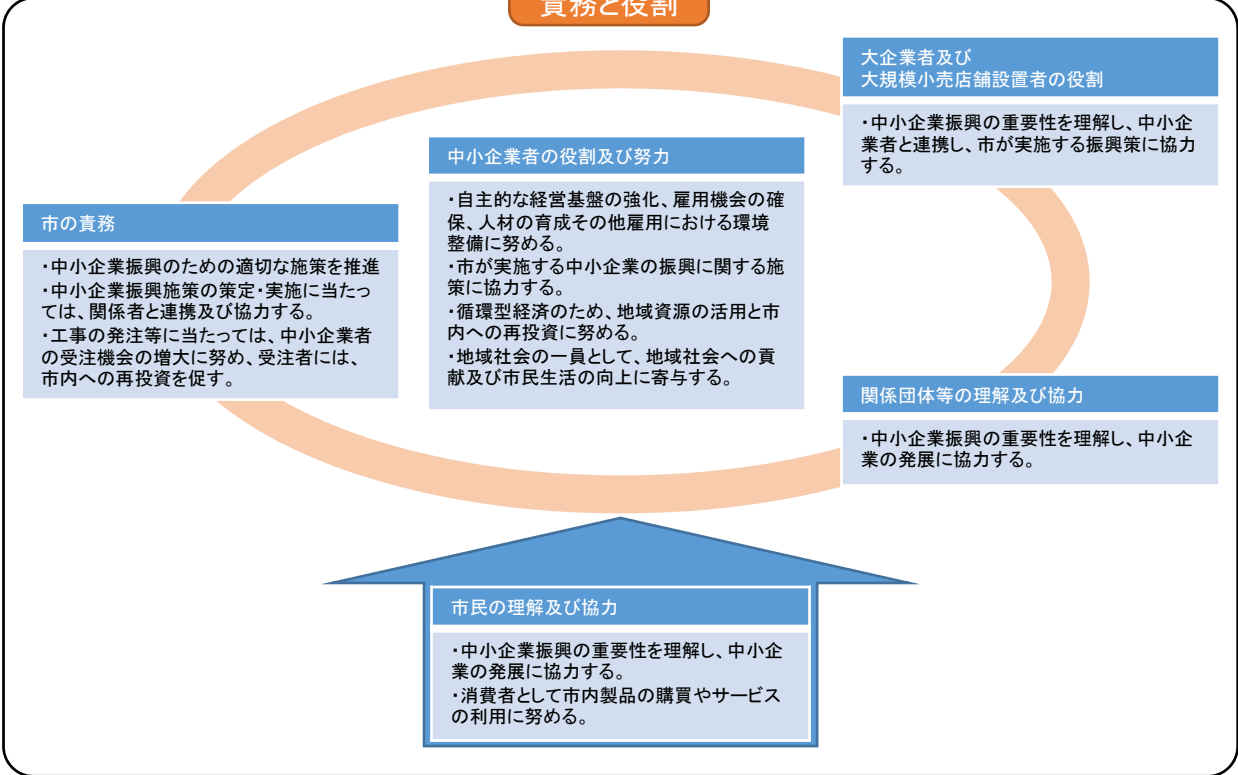 責務と役割
大企業者及び
大規模小売店舗設置者の役割
・中小企業振興の重要性を理解し、中小企
業者と連携し、市が実施する振興策に協力
する。
中小企業者の役割及び努力
・自主的な経営基盤の強化、雇用機会の確
保、人材の育成その他雇用における環境
整備に努める。
・市が実施する中小企業の振興に関する施
策に協力する。
・循環型経済のため、地域資源の活用と市
内への再投資に努める。
・地域社会の一員として、地域社会への貢
献及び市民生活の向上に寄与する。
市の責務
・中小企業振興のための適切な施策を推進
・中小企業振興施策の策定・実施に当たっ
ては、関係者と連携及び協力する。
・工事の発注等に当たっては、中小企業者
の受注機会の増大に努め、受注者には、
市内への再投資を促す。
関係団体等の理解及び協力
・中小企業振興の重要性を理解し、中小企
業の発展に協力する。
市民の理解及び協力
・中小企業振興の重要性を理解し、中小企
業の発展に協力する。
・消費者として市内製品の購買やサービス
の利用に努める。